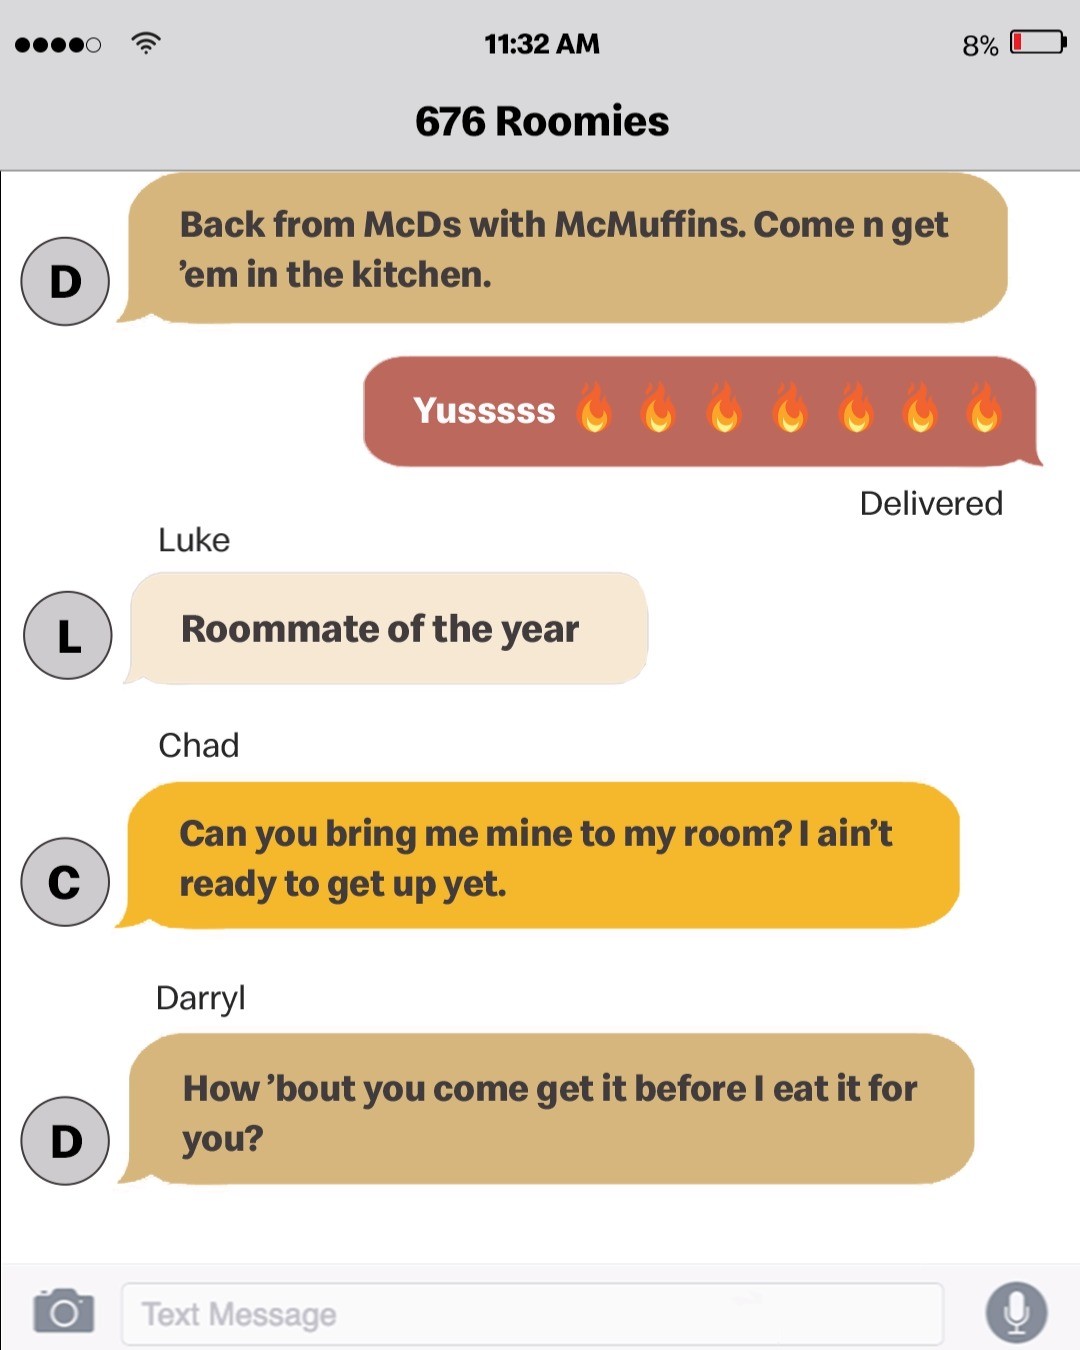 11:32 AM
8%
676 Roomies
Back from McDs with McMuffins. Come n get
’em in the kitchen.
D
Yusssss 🔥 🔥 🔥 🔥 🔥 🔥 🔥
Delivered
Luke
L
Roommate of the year
Chad
Can you bring me mine to my room? I ain’t
ready to get up yet.
C
Darryl
How ’bout you come get it before I eat it for
you?
D
Text Message